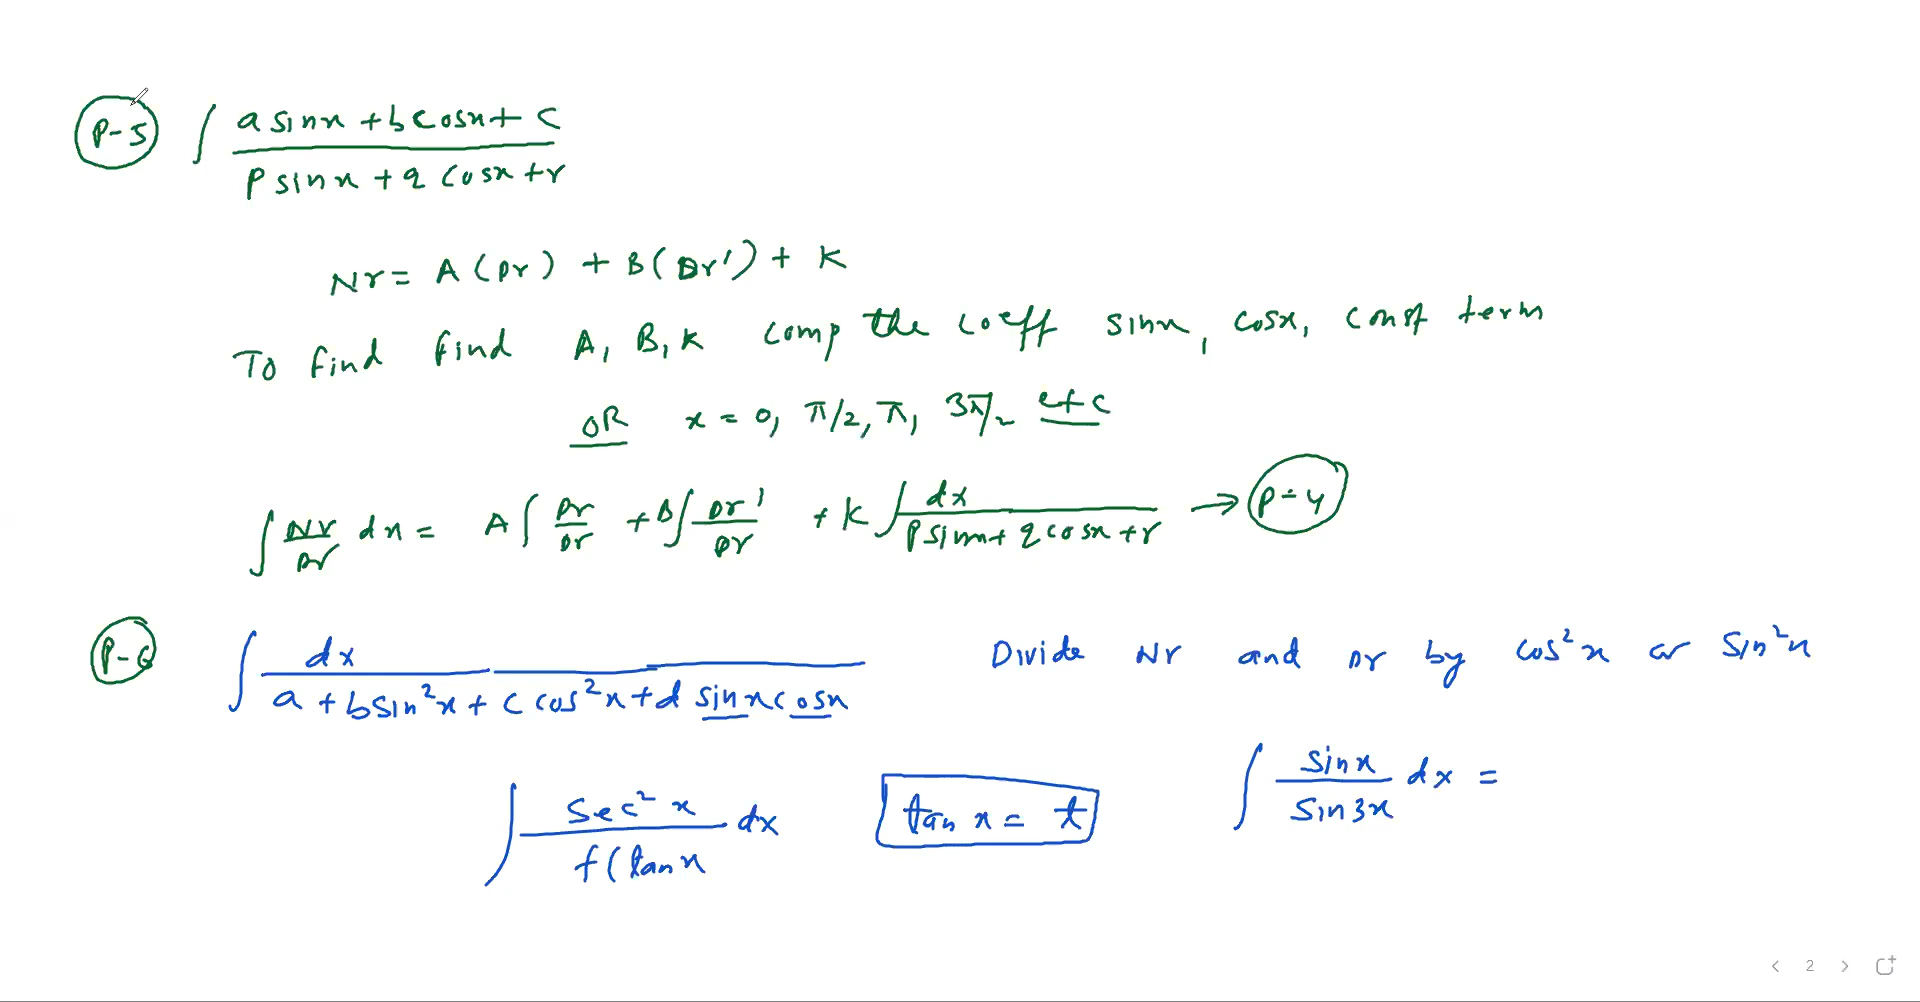 P-5 ∫ (a sinx + b cosx + c)/(p sinx + q cosx + r)
Nr = A (Dr) + B (Dr') + K
To find find A, B, K comp the coeff sinx, cosx, const term
OR x = 0, π/2, π, 3π/2 etc
∫ Nr/Dr dx = A ∫ Dr/Dr + B ∫ Dr'/Dr + K ∫ dx/(p sinx + q cosx + r) → P-4
P-6 ∫ dx/(a + b sin²x + c cos²x + d sinx cosx) Divide Nr and Dr by cos²x or sin²x
∫ sec²x/f(tanx dx tan x = t ∫ sinx/sin3x dx =
2